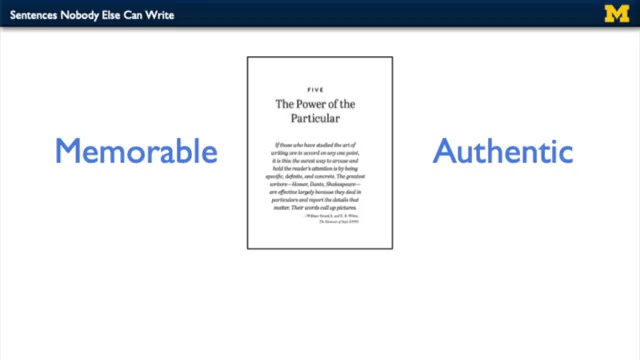 Sentences Nobody Else Can Write
M
FIVE
The Power of the
Particular
Memorable
Authentic
If those who have studied the art of
writing are in accord on any one point,
it is this: the surest way to arouse and
hold the reader's attention is by being
specific, definite, and concrete. The greatest
writers—Homer, Dante, Shakespeare—
are effective largely because they deal in
particulars and report the details that
matter. Their words call up pictures.
—William Strunk Jr. and E. B. White,
The Elements of Style